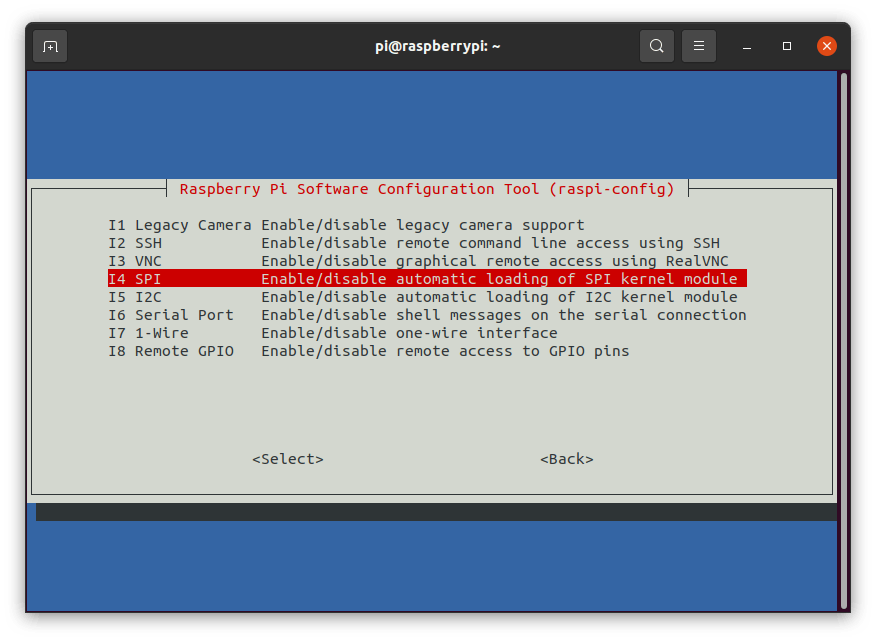 pi@raspberrypi: ~
Raspberry Pi Software Configuration Tool (raspi-config)
I1 Legacy Camera Enable/disable legacy camera support
I2 SSH Enable/disable remote command line access using SSH
I3 VNC Enable/disable graphical remote access using RealVNC
I4 SPI Enable/disable automatic loading of SPI kernel module
I5 I2C Enable/disable automatic loading of I2C kernel module
I6 Serial Port Enable/disable shell messages on the serial connection
I7 1-Wire Enable/disable one-wire interface
I8 Remote GPIO Enable/disable remote access to GPIO pins
<Select> <Back>